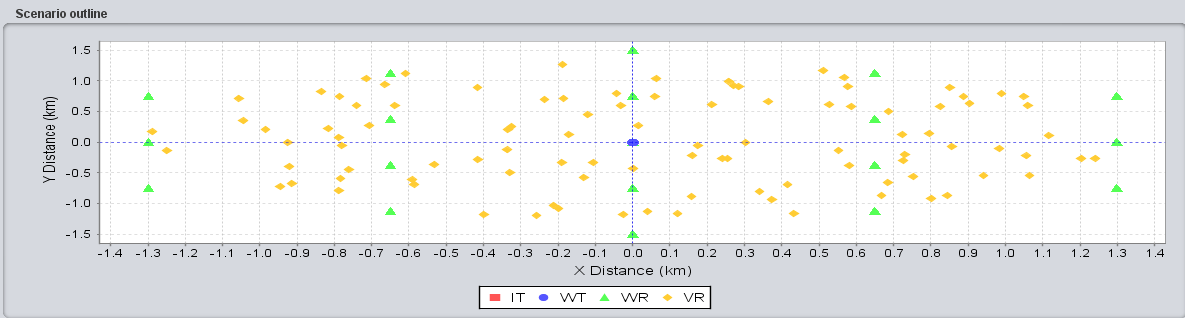 Scenario outline
1.5
1.0
0.5
0.0
-0.5
-1.0
-1.5
Y Distance (km)
-1.4 -1.3 -1.2 -1.1 -1.0 -0.9 -0.8 -0.7 -0.6 -0.5 -0.4 -0.3 -0.2 -0.1 0.0 0.1 0.2 0.3 0.4 0.5 0.6 0.7 0.8 0.9 1.0 1.1 1.2 1.3 1.4
X Distance (km)
IT WT WR VR